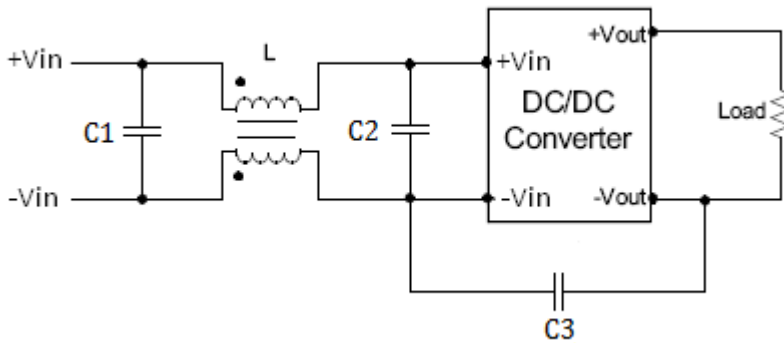 +Vin
L
C1
C2
+Vin
DC/DC
Converter
+Vout
Load
-Vin
-Vin
-Vout
C3